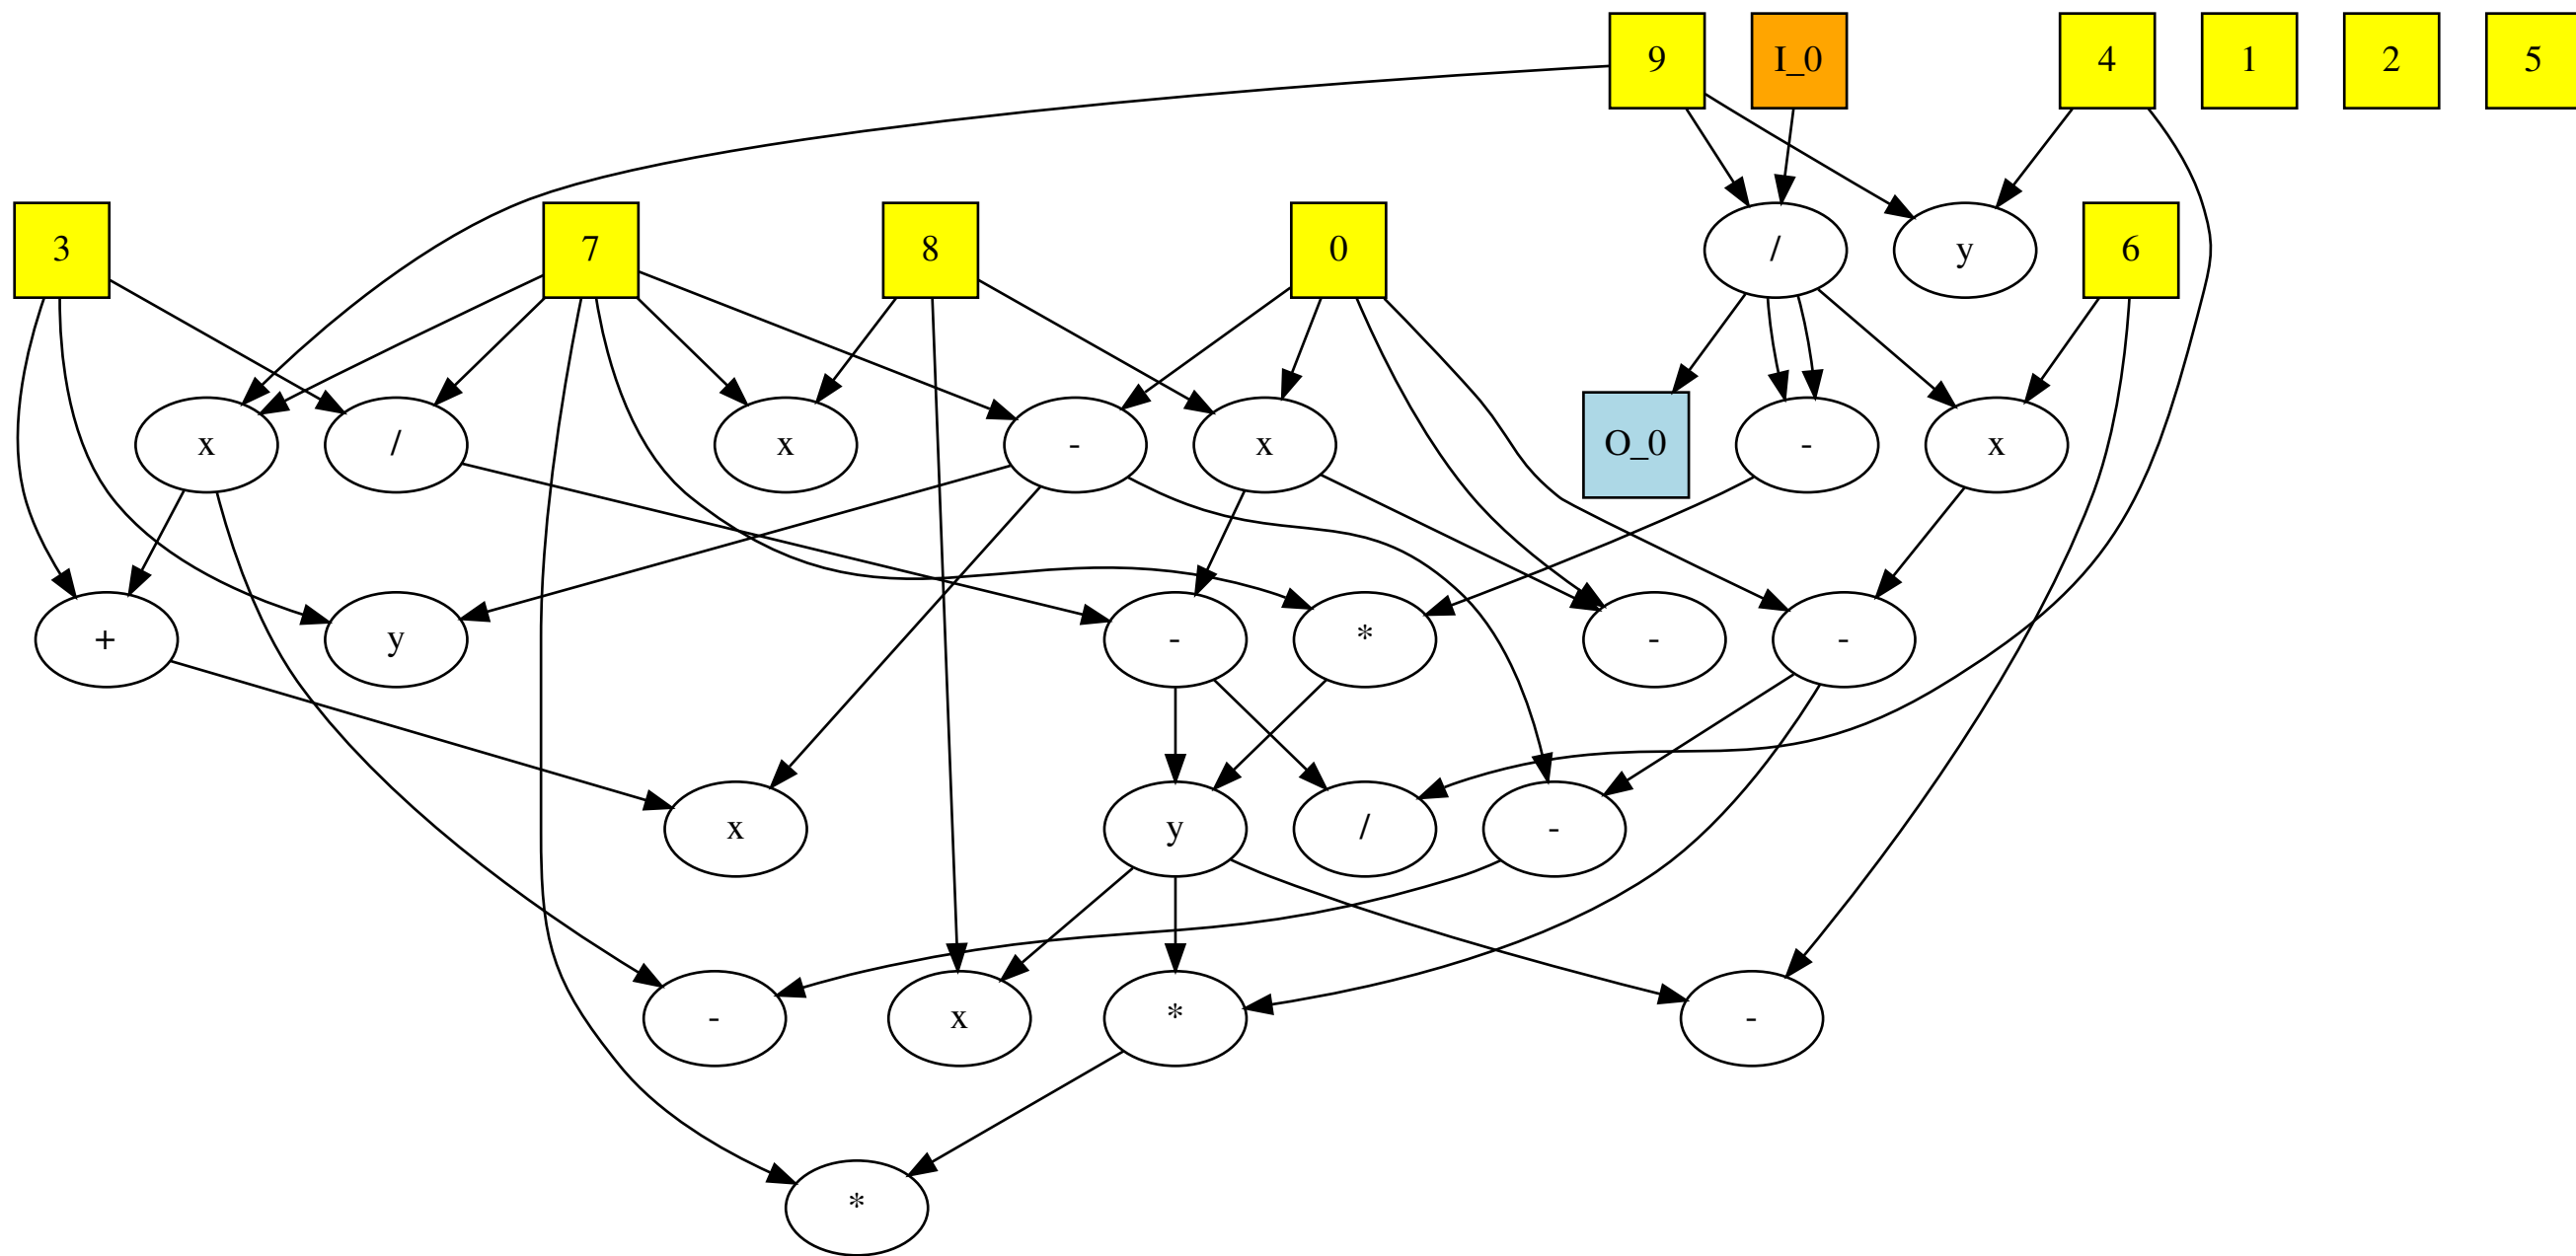 9 I_0 4 1 2 5
3 7 8 0 / y 6
x / x - x O_0 - x
+ y - * - -
x y / -
- x * -
*